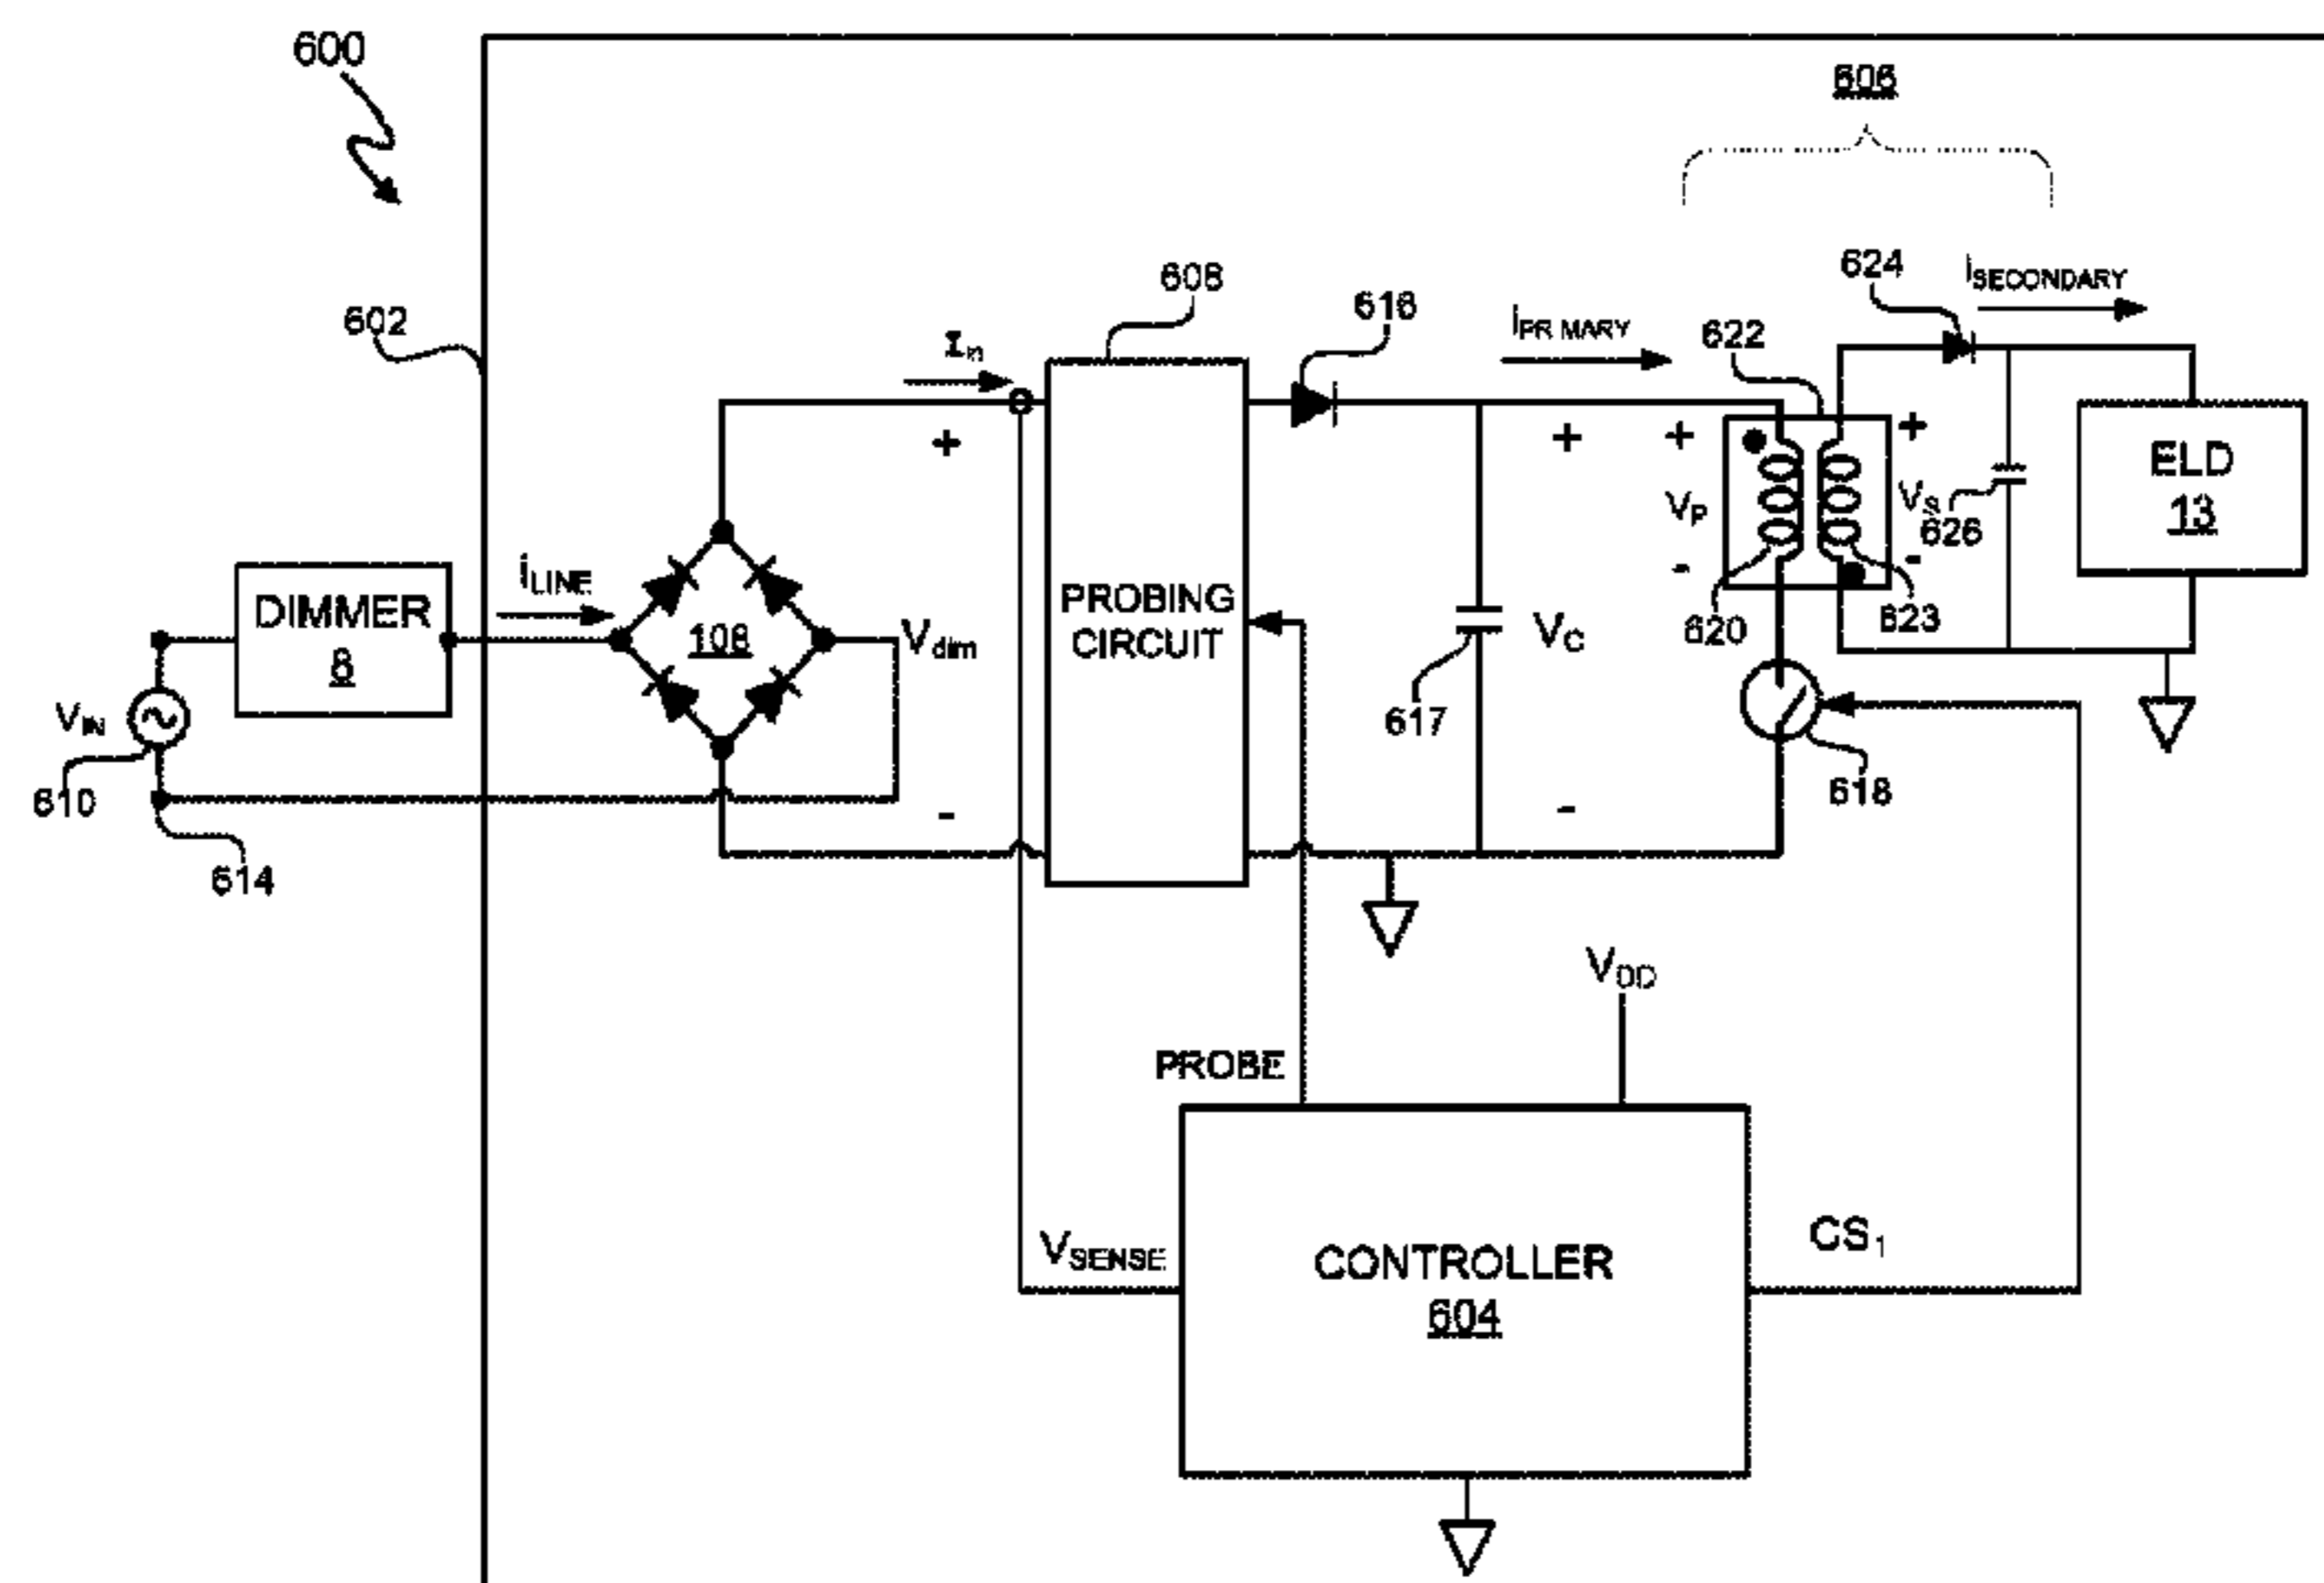 600
606
608
624
iSECONDARY
602
616
iPRIMARY
622
Iin
+
+
+
+
ELD
13
VP
VS
626
DIMMER
8
iLINE
108
Vdim
PROBING
CIRCUIT
-
-
VC
620
623
VIN
617
610
-
-
618
614
VDD
PROBE
VSENSE
CONTROLLER
604
CS1